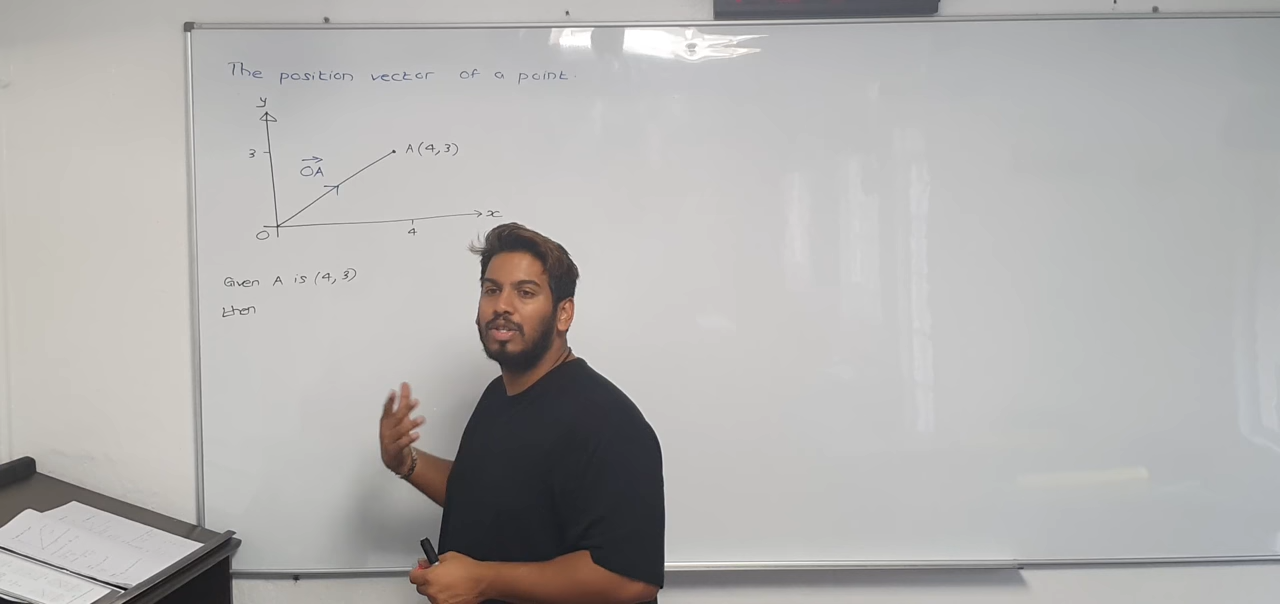 The position vector of a point.
y
3
OA
A(4,3)
x
O
4
Given A is (4,3)
then